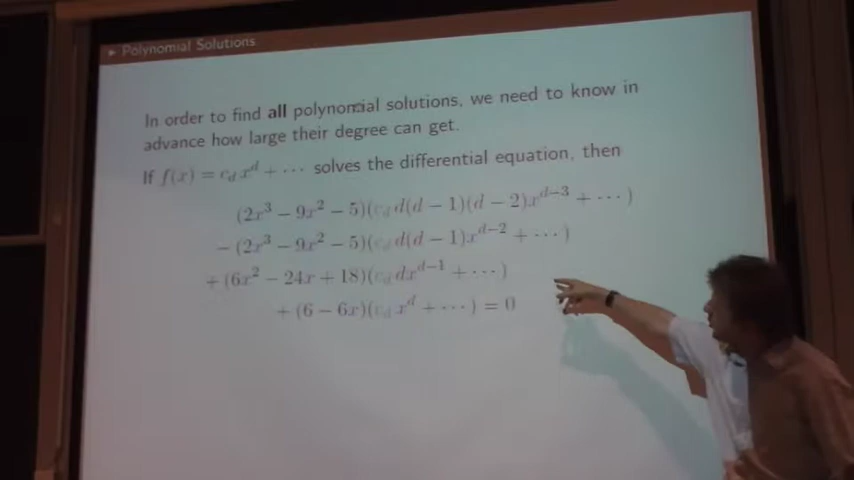 ▸ Polynomial Solutions
In order to find all polynomial solutions, we need to know in
advance how large their degree can get.
If f(x) = c_d x^d + ⋯ solves the differential equation, then
(2x^3 − 9x^2 − 5)(c_d d(d − 1)(d − 2)x^{d−3} + ⋯)
− (2x^3 − 9x^2 − 5)(c_d d(d − 1)x^{d−2} + ⋯)
+ (6x^2 − 24x + 18)(c_d dx^{d−1} + ⋯)
+ (6 − 6x)(c_d x^d + ⋯) = 0